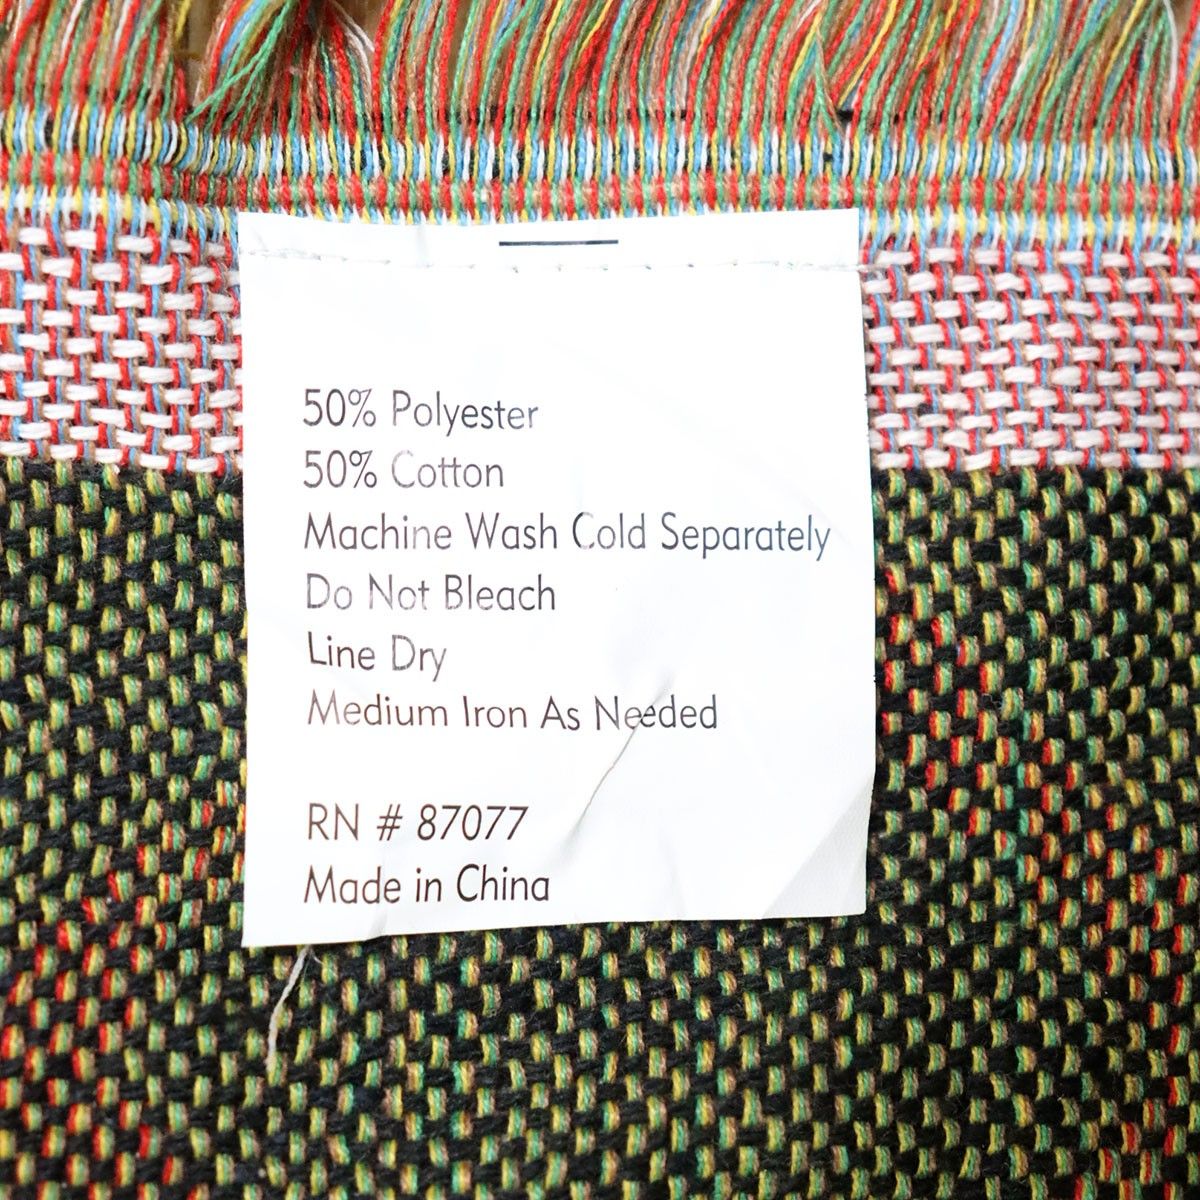 50% Polyester
50% Cotton
Machine Wash Cold Separately
Do Not Bleach
Line Dry
Medium Iron As Needed
RN # 87077
Made in China